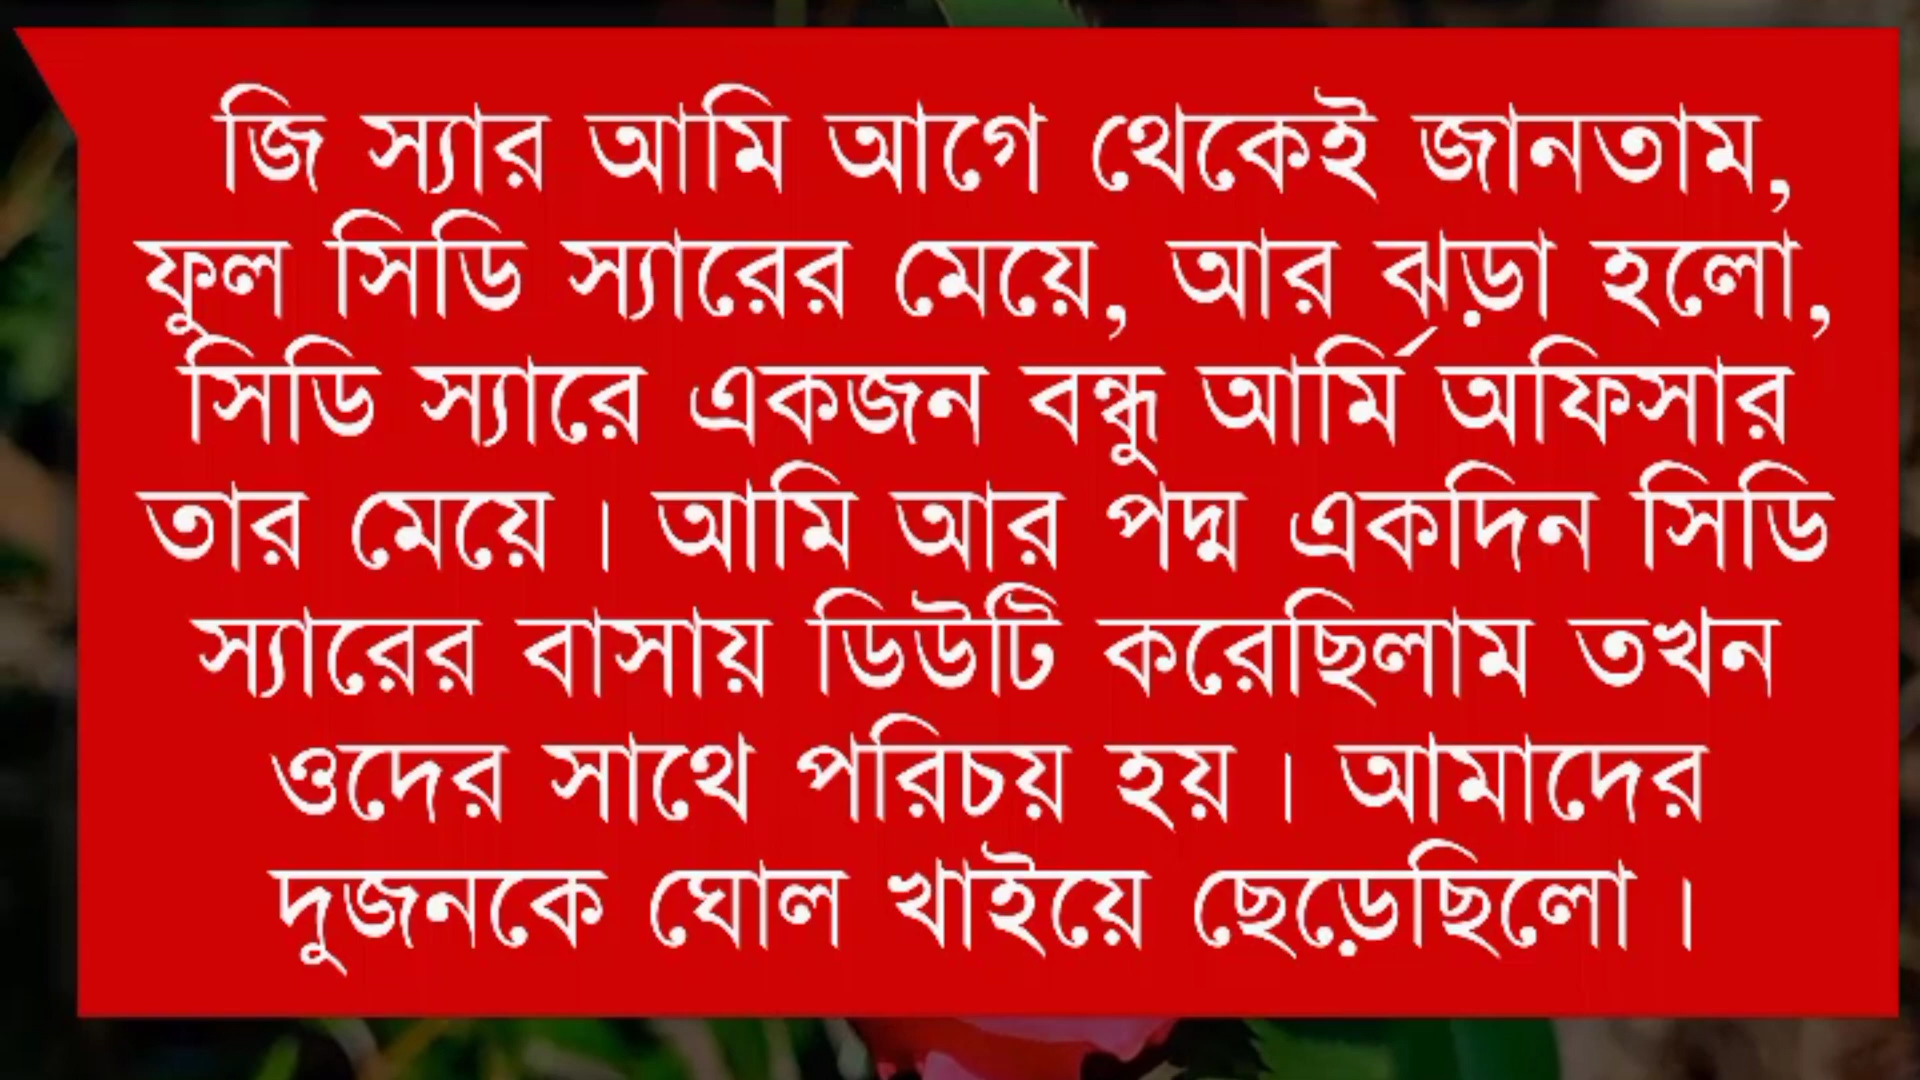 জি স্যার আমি আগে থেকেই জানতাম,
ফুল সিডি স্যারের মেয়ে, আর ঝড়া হলো,
সিডি স্যারে একজন বন্ধু আর্মি অফিসার
তার মেয়ে । আমি আর পদ্ম একদিন সিডি
স্যারের বাসায় ডিউটি করেছিলাম তখন
ওদের সাথে পরিচয় হয় । আমাদের
দুজনকে ঘোল খাইয়ে ছেড়েছিলো ।